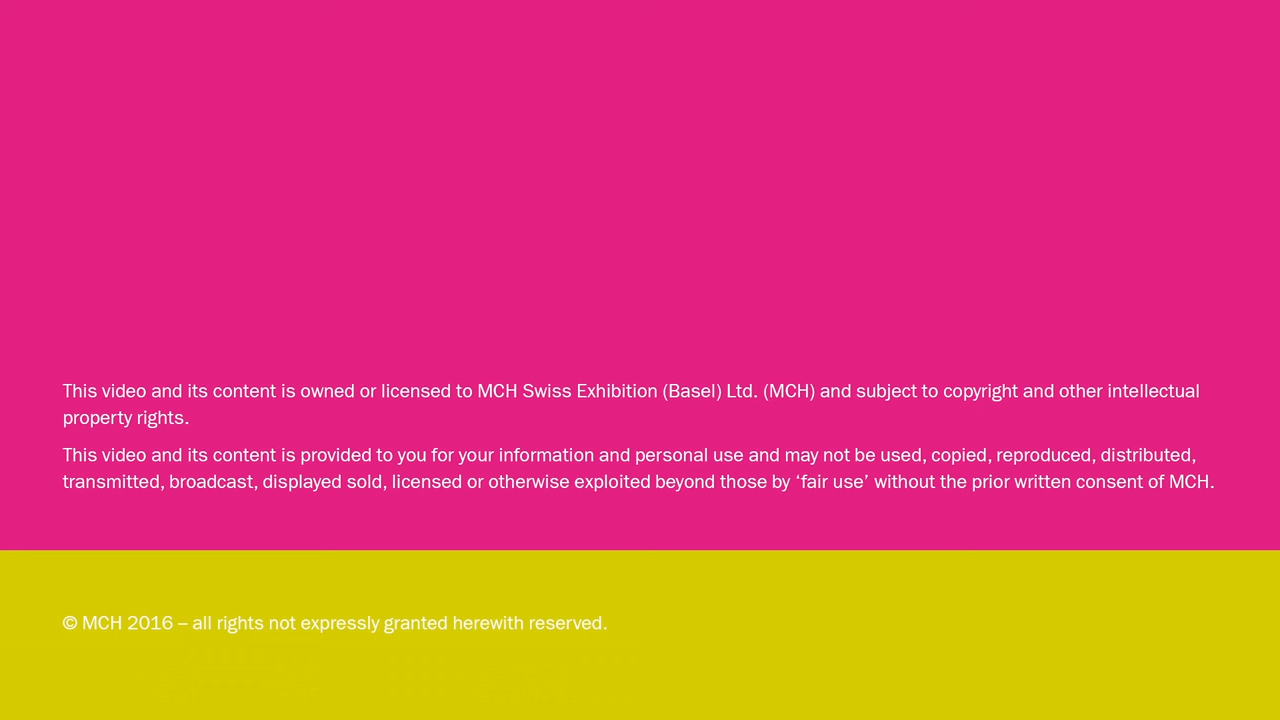 This video and its content is owned or licensed to MCH Swiss Exhibition (Basel) Ltd. (MCH) and subject to copyright and other intellectual
property rights.
This video and its content is provided to you for your information and personal use and may not be used, copied, reproduced, distributed,
transmitted, broadcast, displayed sold, licensed or otherwise exploited beyond those by ‘fair use’ without the prior written consent of MCH.
© MCH 2016 – all rights not expressly granted herewith reserved.